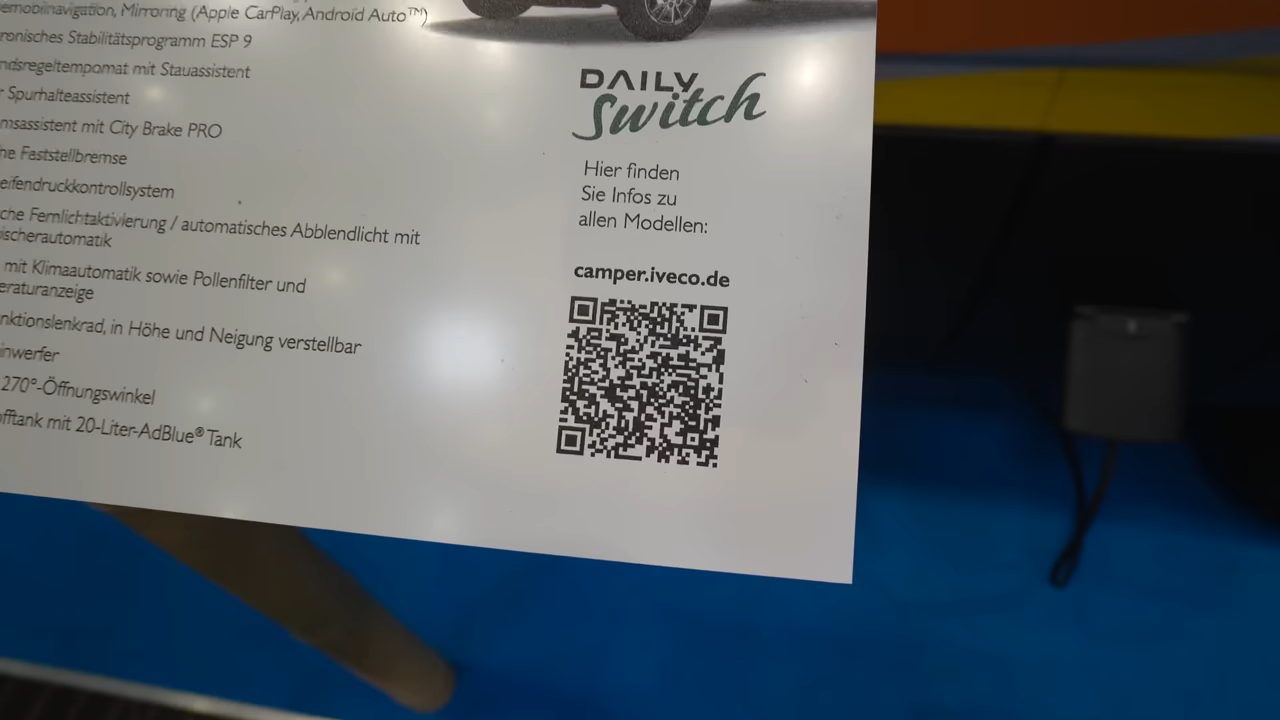 emobilnavigation, Mirroring (Apple CarPlay, Android Auto™)
ronisches Stabilitätsprogramm ESP 9
ndsregeltempomat mit Stauassistent
r Spurhalteassistent
msassistent mit City Brake PRO
he Faststellbremse
eifendruckkontrollsystem
che Fernlichtaktivierung / automatisches Abblendlicht mit
ischerautomatik
mit Klimaautomatik sowie Pollenfilter und
eraturanzeige
nktionslenkrad, in Höhe und Neigung verstellbar
inwerfer
270°-Öffnungswinkel
offtank mit 20-Liter-AdBlue® Tank
DAILY
Switch
Hier finden
Sie Infos zu
allen Modellen:
camper.iveco.de